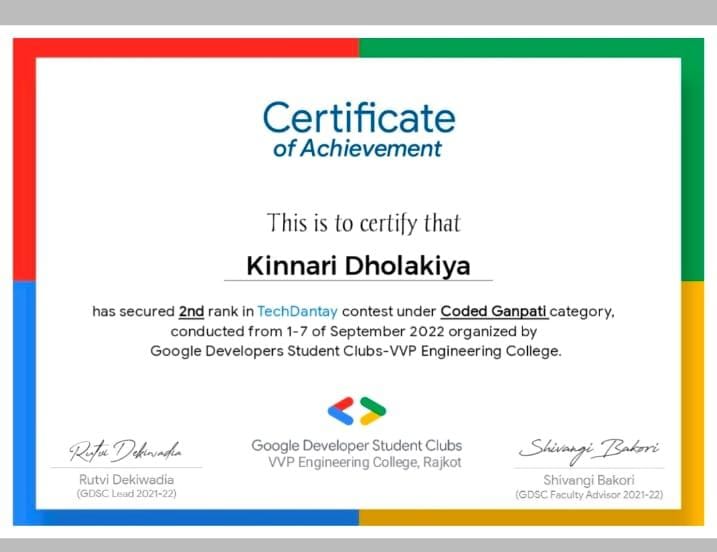 Certificate
of Achievement
This is to certify that
Kinnari Dholakiya
has secured 2nd rank in TechDantay contest under Coded Ganpati category,
conducted from 1-7 of September 2022 organized by
Google Developers Student Clubs-VVP Engineering College.
Rutvi Dekiwadia
Google Developer Student Clubs
Shivangi Bakori
VVP Engineering College, Rajkot
Rutvi Dekiwadia
Shivangi Bakori
(GDSC Lead 2021-22)
(GDSC Faculty Advisor 2021-22)